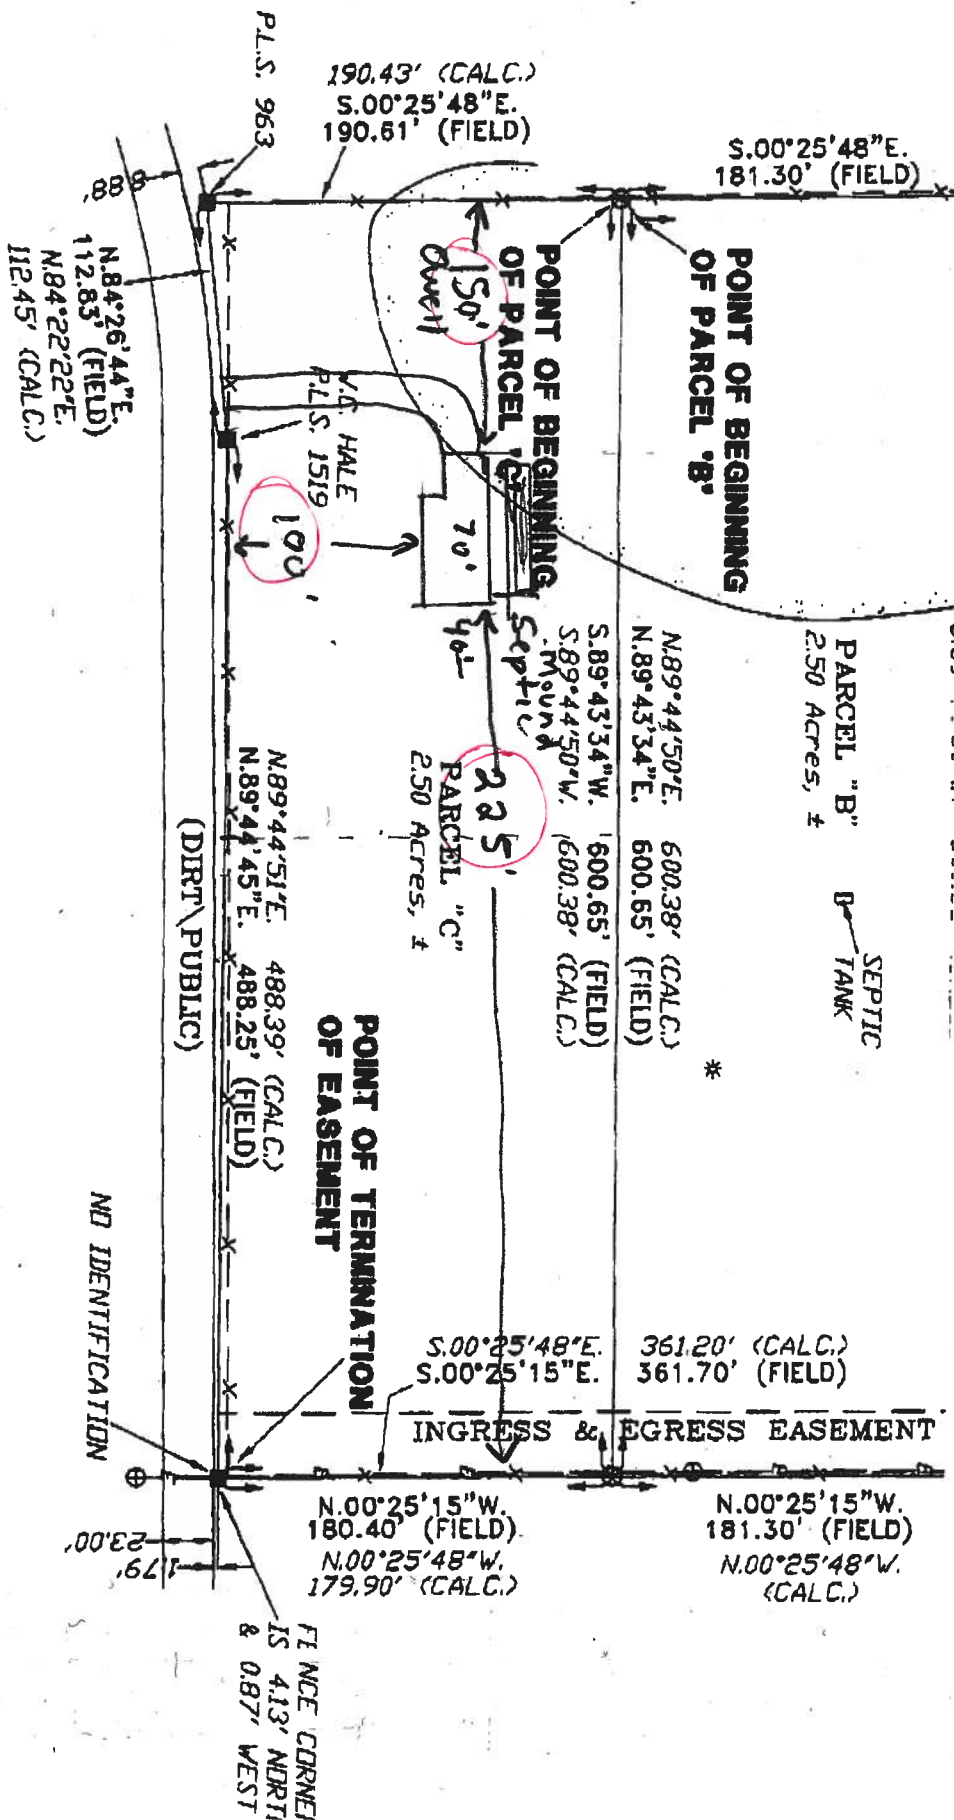 190.43' (CALC.)
S.00°25'48"E.
190.61' (FIELD)
S.00°25'48"E.
181.30' (FIELD)
P.L.S. 963
8.88'
N.84°26'44"E.
112.83' (FIELD)
N.84°22'22"E.
112.45' (CALC.)
POINT OF BEGINNING
OF PARCEL "B"
POINT OF BEGINNING
OF PARCEL "C"
150'
V.C. HALE
P.L.S. 1519
100'
70'
40'
Septic
Mound
225'
PARCEL "B"
2.50 Acres, ±
SEPTIC
TANK
*
N.89°44'50"E. 600.38' (CALC.)
N.89°43'34"E. 600.65' (FIELD)
S.89°43'34"W. 600.65' (FIELD)
S.89°44'50"W. 600.38' (CALC.)
PARCEL "C"
2.50 Acres, ±
N.89°44'51"E. 488.39' (CALC.)
N.89°44'45"E. 488.25' (FIELD)
(DIRT\PUBLIC)
POINT OF TERMINATION
OF EASEMENT
NO IDENTIFICATION
S.00°25'48"E. 361.20' (CALC.)
S.00°25'15"E. 361.70' (FIELD)
INGRESS & EGRESS EASEMENT
N.00°25'15"W.
180.40' (FIELD)
N.00°25'48"W.
179.90' (CALC.)
N.00°25'15"W.
181.30' (FIELD)
N.00°25'48"W.
(CALC.)
23.00'
1.79'
FENCE CORNER
IS 4.13' NORTH
& 0.87' WEST